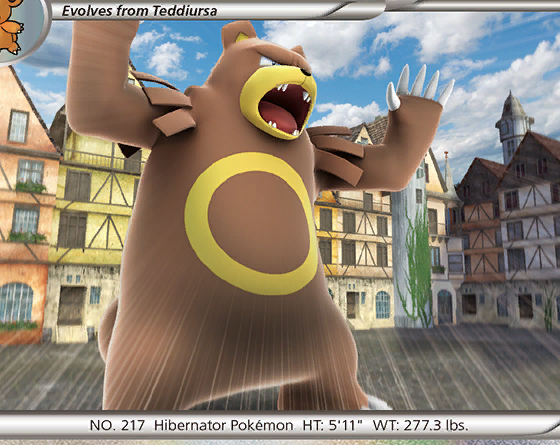 Evolves from Teddiursa
NO. 217 Hibernator Pokémon HT: 5'11" WT: 277.3 lbs.